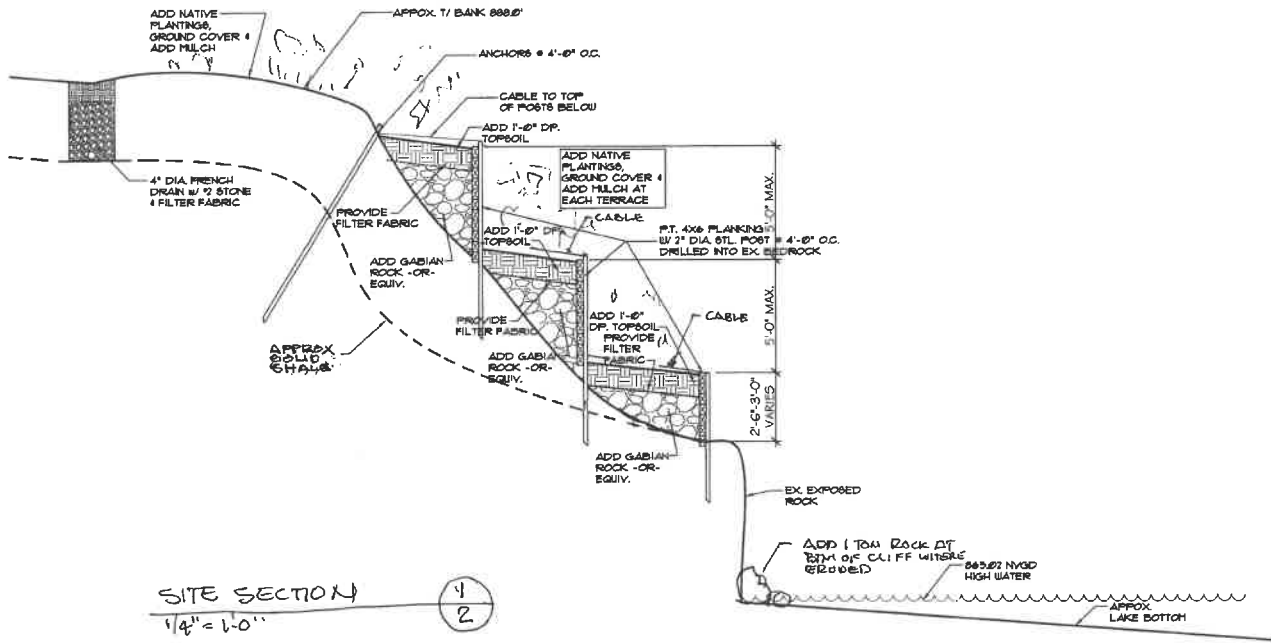 ADD NATIVE
PLANTINGS,
GROUND COVER &
ADD MULCH
APPOX. T/ BANK 888.0'
ANCHORS @ 4'-0" O.C.
CABLE TO TOP
OF POSTS BELOW
ADD 1'-0" DP.
TOPSOIL
ADD NATIVE
PLANTINGS,
GROUND COVER &
ADD MULCH AT
EACH TERRACE
4" DIA. FRENCH
DRAIN W/ #2 STONE
& FILTER FABRIC
PROVIDE
FILTER FABRIC
CABLE
ADD 1'-0" DP.
TOPSOIL
P.T. 4X6 PLANKING
W/ 2" DIA. STL. POST @ 4'-0" O.C.
DRILLED INTO EX. BEDROCK
5'-0" MAX.
ADD GABIAN
ROCK -OR-
EQUIV.
PROVIDE
FILTER FABRIC
ADD 1'-0"
DP. TOPSOIL
PROVIDE
FILTER
FABRIC
CABLE
5'-0" MAX.
APPROX
SOLID
SHALE
ADD GABIAN
ROCK -OR-
EQUIV.
2'-6"-3'-0"
VARIES
ADD GABIAN
ROCK -OR-
EQUIV.
EX. EXPOSED
ROCK
ADD 1 TON ROCK AT
BTM OF CLIFF WHERE
ERODED
865.02 NVGD
HIGH WATER
APPOX.
LAKE BOTTOM
SITE SECTION
1/4" = 1'-0"
1
2